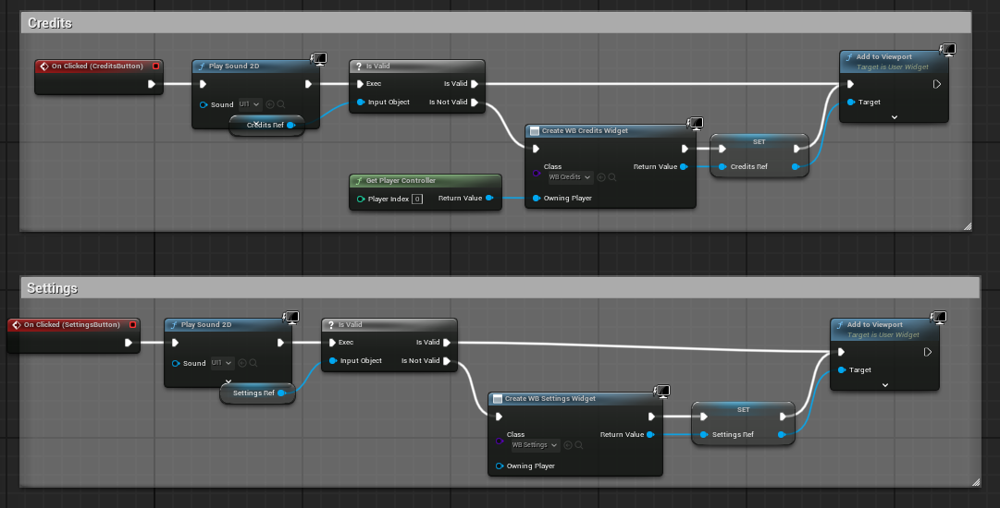 Credits
On Clicked (CreditsButton)
Play Sound 2D
Sound
UIT
Credits Ref
Is Valid
Exec
Is Valid
Input Object
Is Not Valid
Get Player Controller
Player Index
0
Return Value
Create WB Credits Widget
Class
WB Credits
Return Value
Owning Player
SET
Credits Ref
Add to Viewport
Target is User Widget
Target
Settings
On Clicked (SettingsButton)
Play Sound 2D
Sound
UIT
Settings Ref
Is Valid
Exec
Is Valid
Input Object
Is Not Valid
Create WB Settings Widget
Class
WB Settings
Return Value
Owning Player
SET
Settings Ref
Add to Viewport
Target is User Widget
Target